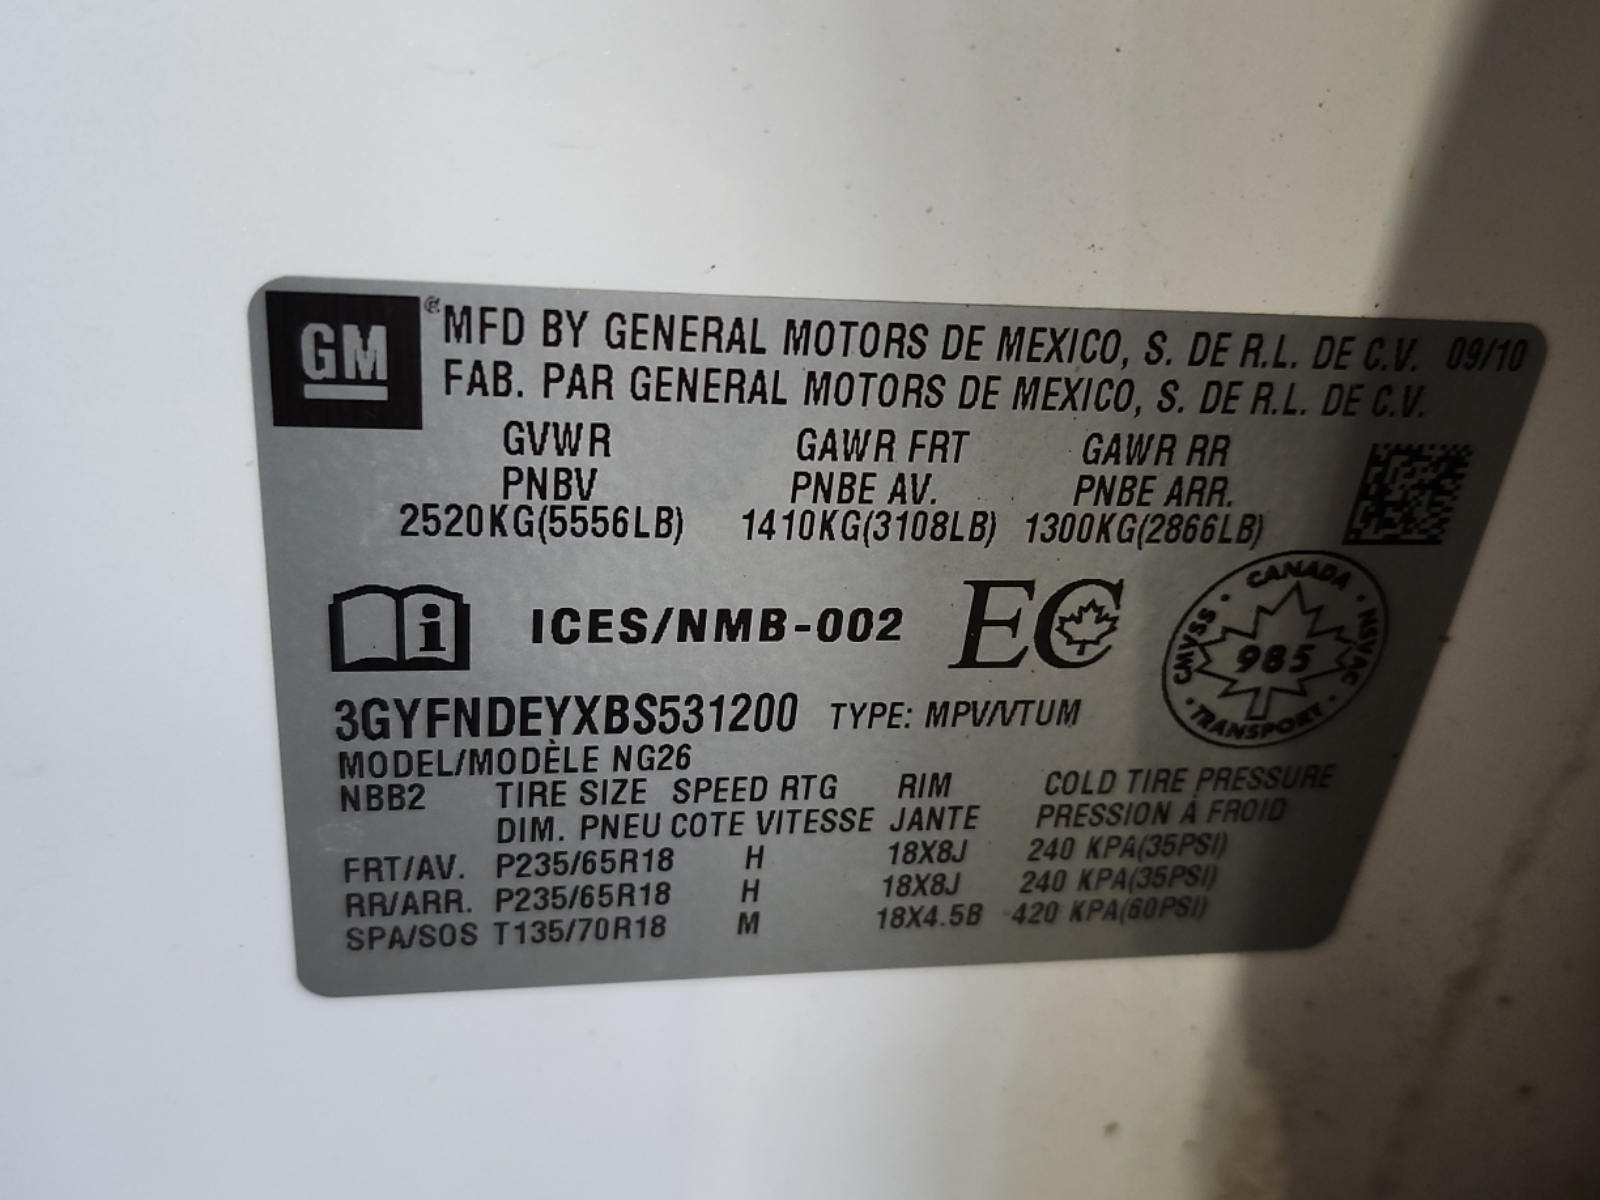 GM
MFD BY GENERAL MOTORS DE MEXICO, S. DE R.L. DE C.V. 09/10
FAB. PAR GENERAL MOTORS DE MEXICO, S. DE R.L. DE C.V.
GVWR GAWR FRT GAWR RR
PNBV PNBE AV. PNBE ARR.
2520KG(5556LB) 1410KG(3108LB) 1300KG(2866LB)
i ICES/NMB-002 EC
CANADA · NSVAC · TRANSPORT · CMVSS ·
985
3GYFNDEYXBS531200 TYPE: MPV/VTUM
MODEL/MODÈLE NG26
NBB2 TIRE SIZE SPEED RTG RIM COLD TIRE PRESSURE
DIM. PNEU COTE VITESSE JANTE PRESSION À FROID
FRT/AV. P235/65R18 H 18X8J 240 KPA(35PSI)
RR/ARR. P235/65R18 H 18X8J 240 KPA(35PSI)
SPA/SOS T135/70R18 M 18X4.5B 420 KPA(60PSI)